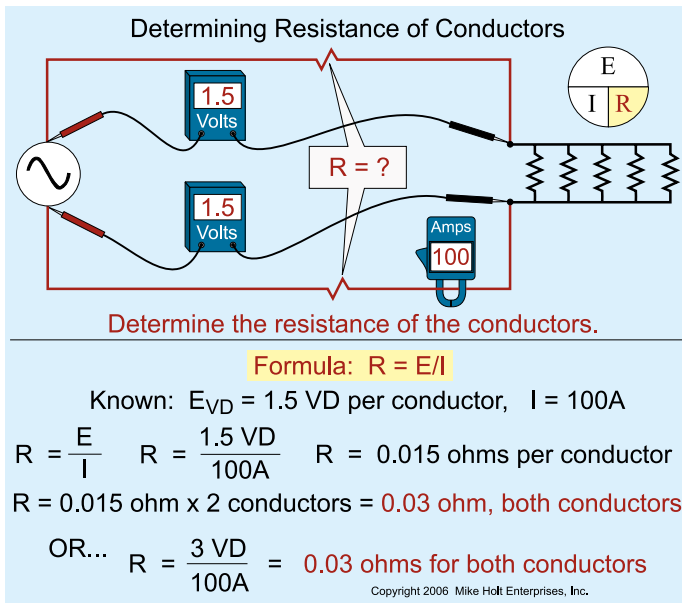 Determining Resistance of Conductors
E
I R
1.5
Volts
R = ?
1.5
Volts
Amps
100
Determine the resistance of the conductors.
Formula: R = E/I
Known: EVD = 1.5 VD per conductor, I = 100A
R = E/I R = 1.5 VD/100A R = 0.015 ohms per conductor
R = 0.015 ohm x 2 conductors = 0.03 ohm, both conductors
OR... R = 3 VD/100A = 0.03 ohms for both conductors
Copyright 2006 Mike Holt Enterprises, Inc.